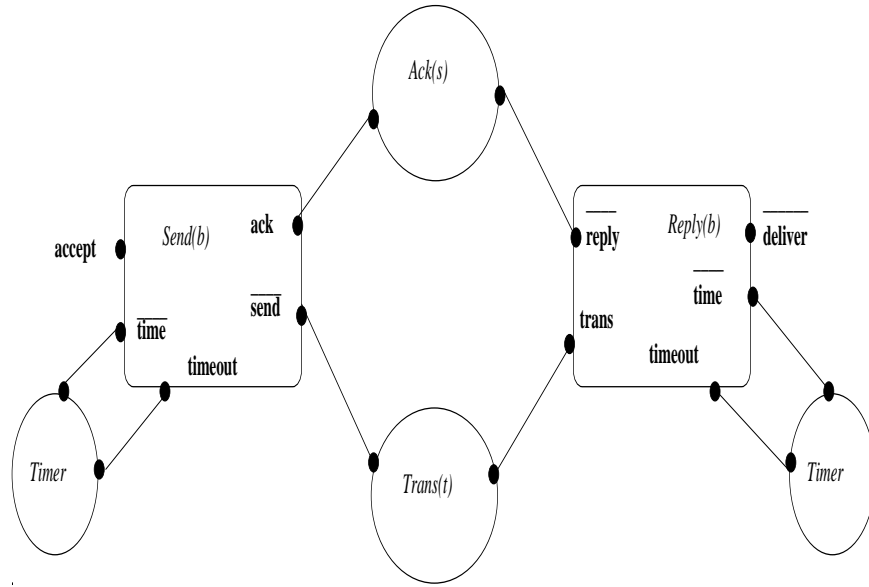 Ack(s)
accept
Send(b)
ack
send
time
timeout
Timer
Trans(t)
reply
Reply(b)
deliver
time
trans
timeout
Timer